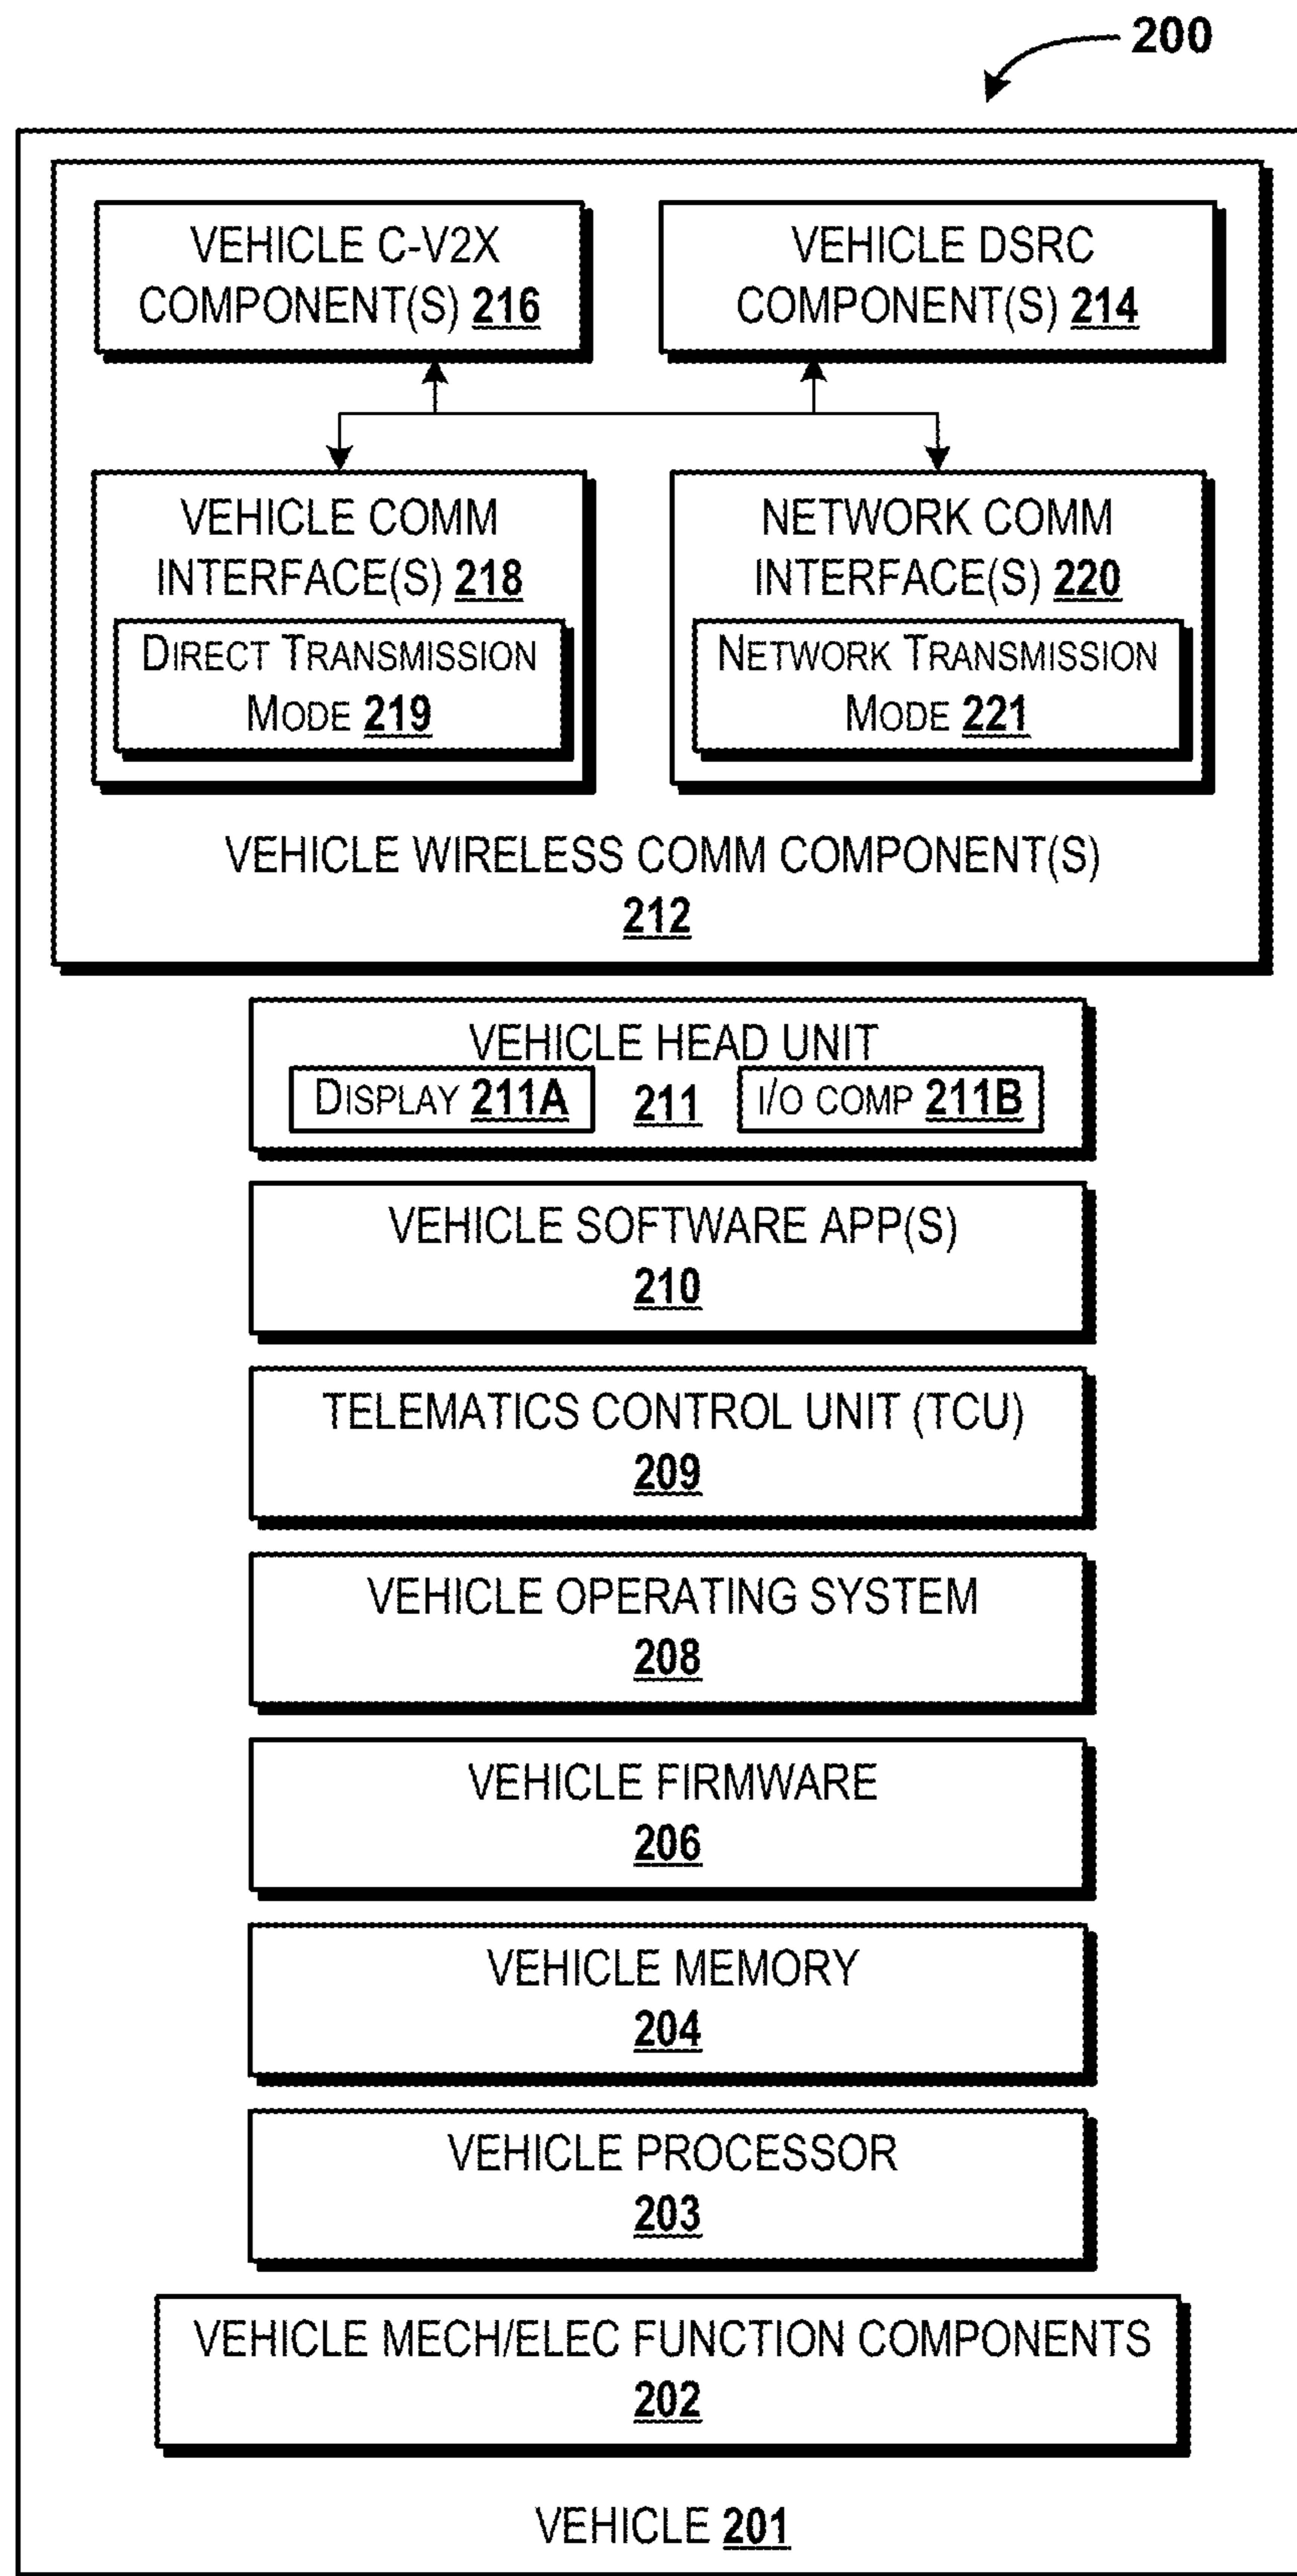 200
VEHICLE C-V2X
COMPONENT(S) 216
VEHICLE DSRC
COMPONENT(S) 214
VEHICLE COMM
INTERFACE(S) 218
DIRECT TRANSMISSION
MODE 219
NETWORK COMM
INTERFACE(S) 220
NETWORK TRANSMISSION
MODE 221
VEHICLE WIRELESS COMM COMPONENT(S)
212
VEHICLE HEAD UNIT
DISPLAY 211A
211
I/O COMP 211B
VEHICLE SOFTWARE APP(S)
210
TELEMATICS CONTROL UNIT (TCU)
209
VEHICLE OPERATING SYSTEM
208
VEHICLE FIRMWARE
206
VEHICLE MEMORY
204
VEHICLE PROCESSOR
203
VEHICLE MECH/ELEC FUNCTION COMPONENTS
202
VEHICLE 201